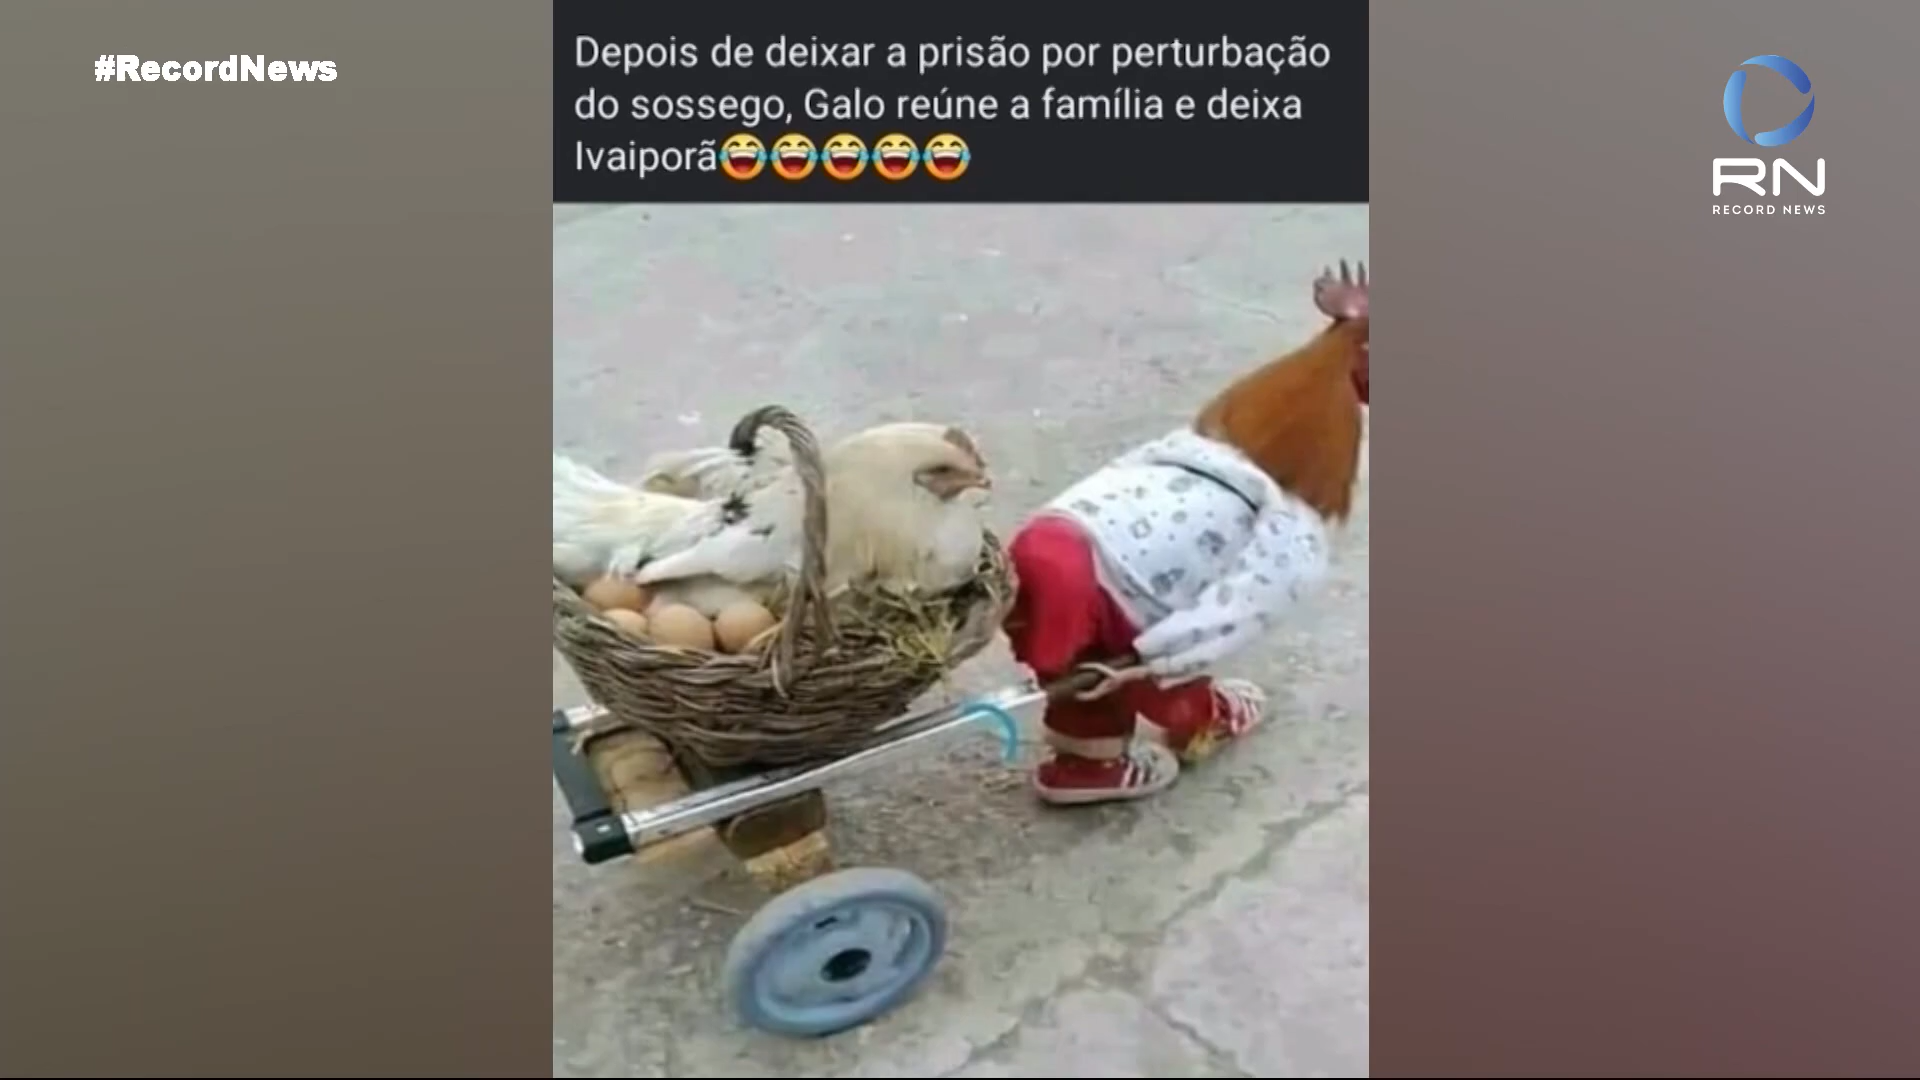 #RecordNews
Depois de deixar a prisão por perturbação
do sossego, Galo reúne a família e deixa
Ivaiporã😂😂😂😂😂
RN
RECORD NEWS